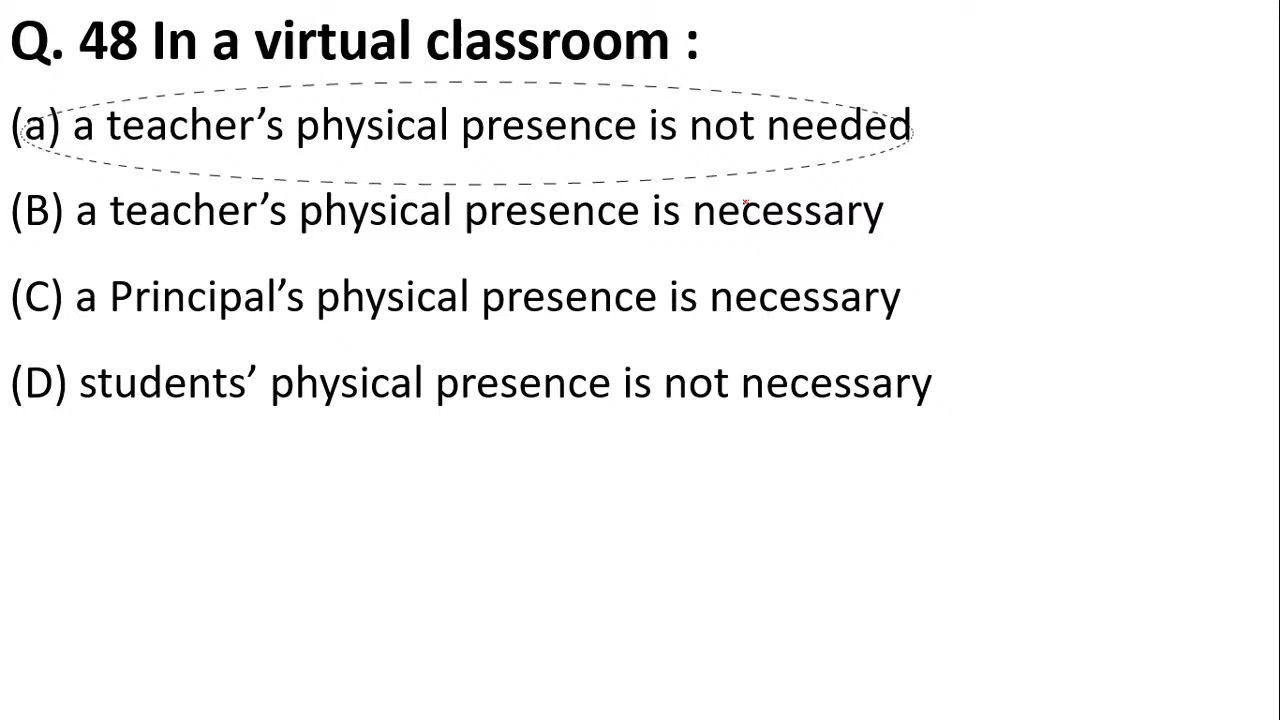 Q. 48 In a virtual classroom :
(a) a teacher’s physical presence is not needed
(B) a teacher’s physical presence is necessary
(C) a Principal’s physical presence is necessary
(D) students’ physical presence is not necessary